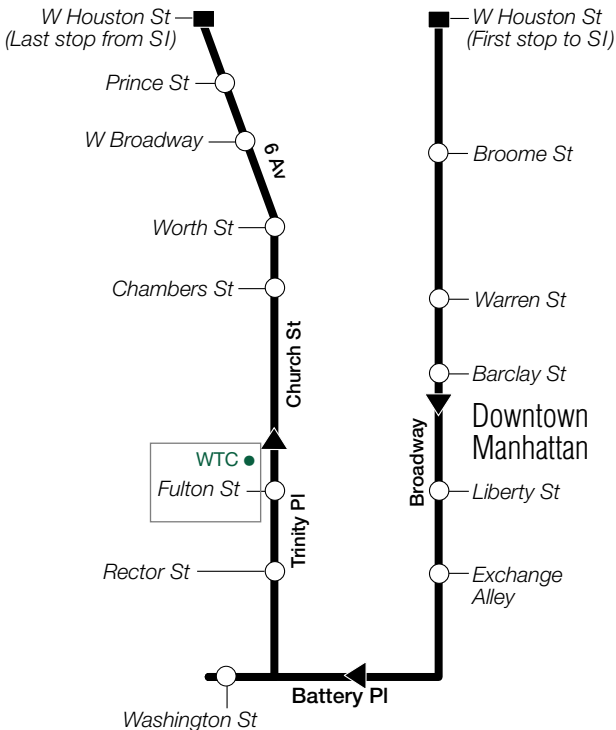 W Houston St
(Last stop from SI)
W Houston St
(First stop to SI)
Prince St
W Broadway
6 Av
Broome St
Worth St
Chambers St
Warren St
Church St
Barclay St
Broadway
Downtown
Manhattan
WTC
Fulton St
Trinity Pl
Liberty St
Rector St
Exchange
Alley
Battery Pl
Washington St